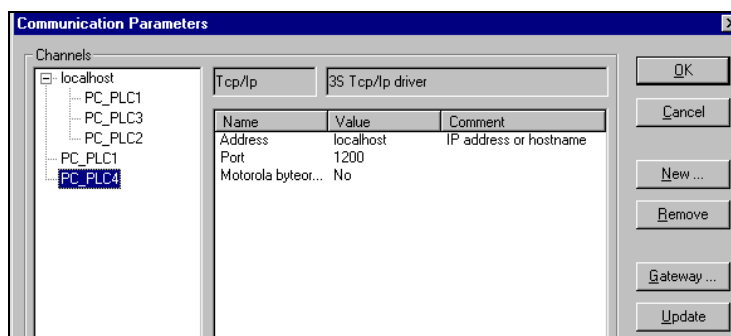 Communication Parameters
Channels
localhost
PC_PLC1
PC_PLC3
PC_PLC2
PC_PLC1
PC_PLC4
Tcp/Ip 3S Tcp/Ip driver
Name Value Comment
Address localhost IP address or hostname
Port 1200
Motorola byteor... No
OK
Cancel
New ...
Remove
Gateway ...
Update